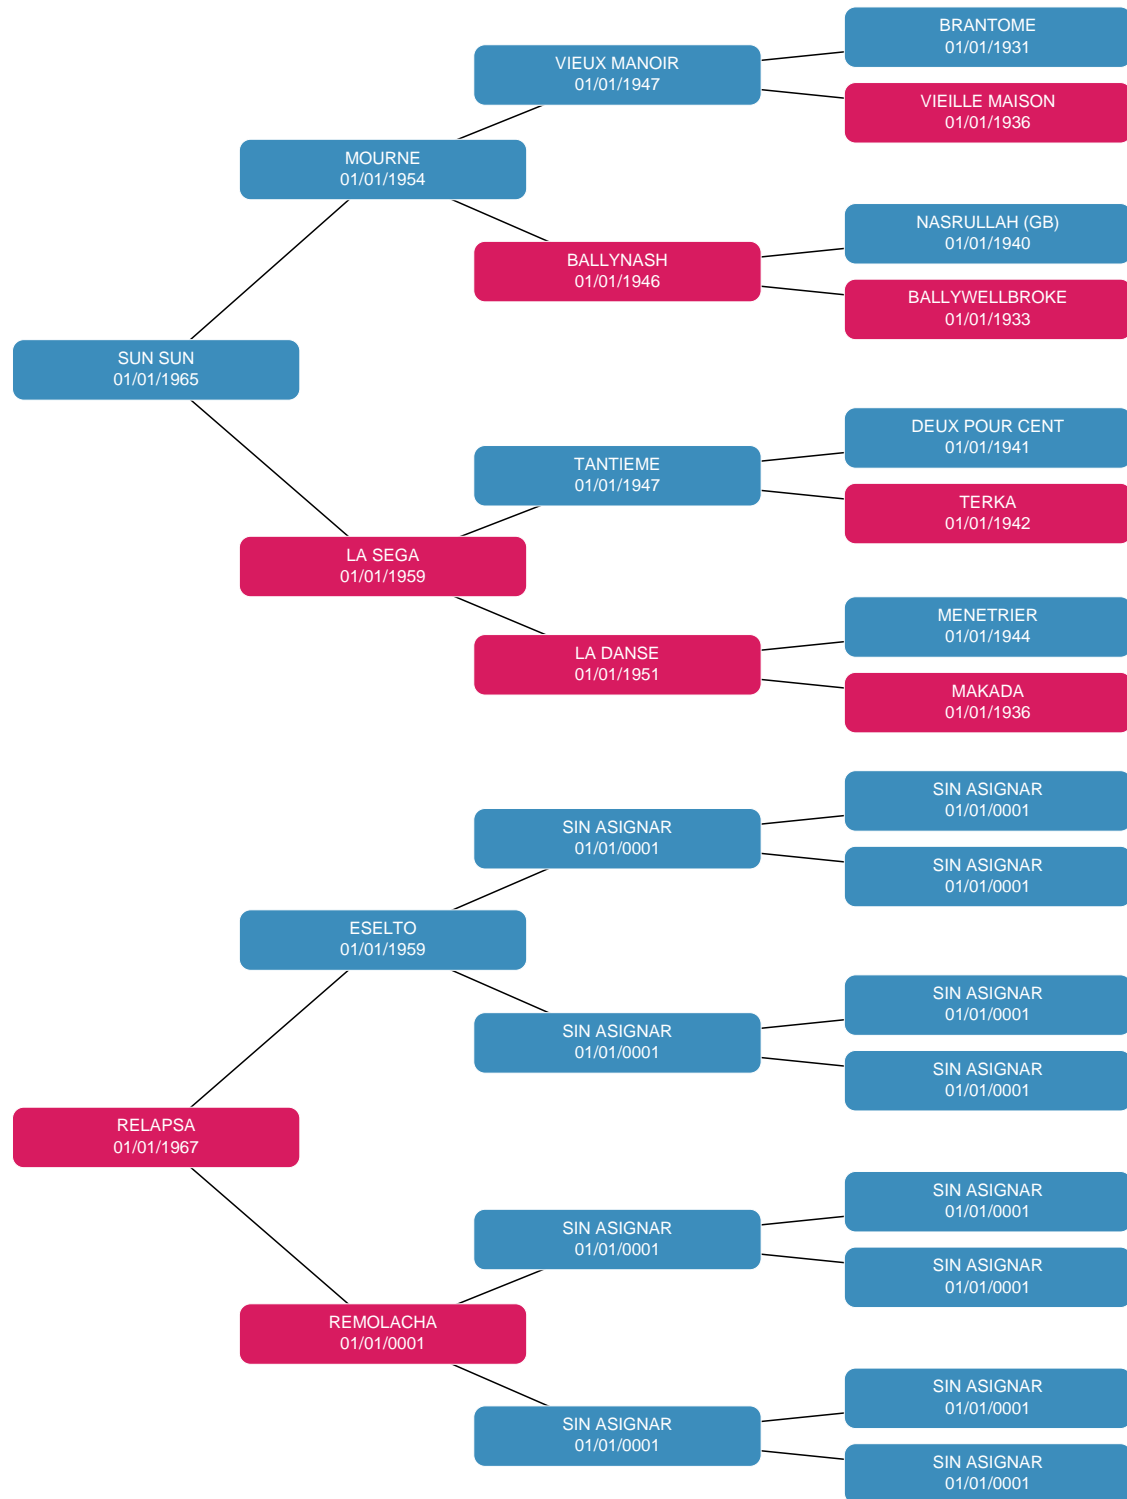 BRANTOME
01/01/1931
VIEUX MANOIR
01/01/1947
VIEILLE MAISON
01/01/1936
MOURNE
01/01/1954
NASRULLAH (GB)
01/01/1940
BALLYNASH
01/01/1946
BALLYWELLBROKE
01/01/1933
SUN SUN
01/01/1965
DEUX POUR CENT
01/01/1941
TANTIEME
01/01/1947
TERKA
01/01/1942
LA SEGA
01/01/1959
MENETRIER
01/01/1944
LA DANSE
01/01/1951
MAKADA
01/01/1936
SIN ASIGNAR
01/01/0001
SIN ASIGNAR
01/01/0001
SIN ASIGNAR
01/01/0001
ESELTO
01/01/1959
SIN ASIGNAR
01/01/0001
SIN ASIGNAR
01/01/0001
SIN ASIGNAR
01/01/0001
RELAPSA
01/01/1967
SIN ASIGNAR
01/01/0001
SIN ASIGNAR
01/01/0001
SIN ASIGNAR
01/01/0001
REMOLACHA
01/01/0001
SIN ASIGNAR
01/01/0001
SIN ASIGNAR
01/01/0001
SIN ASIGNAR
01/01/0001